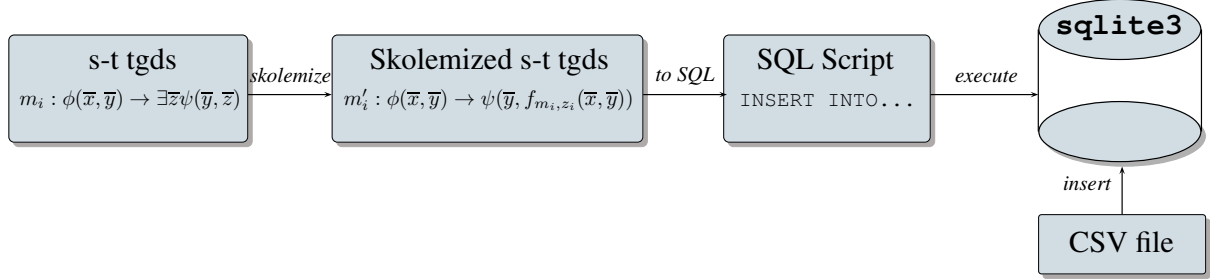 s-t tgds
m_i : ϕ(x̅, y̅) → ∃z̅ψ(y̅, z̅)
skolemize
Skolemized s-t tgds
m′_i : ϕ(x̅, y̅) → ψ(y̅, f_{m_i,z_i}(x̅, y̅))
to SQL
SQL Script
INSERT INTO...
execute
sqlite3
insert
CSV file